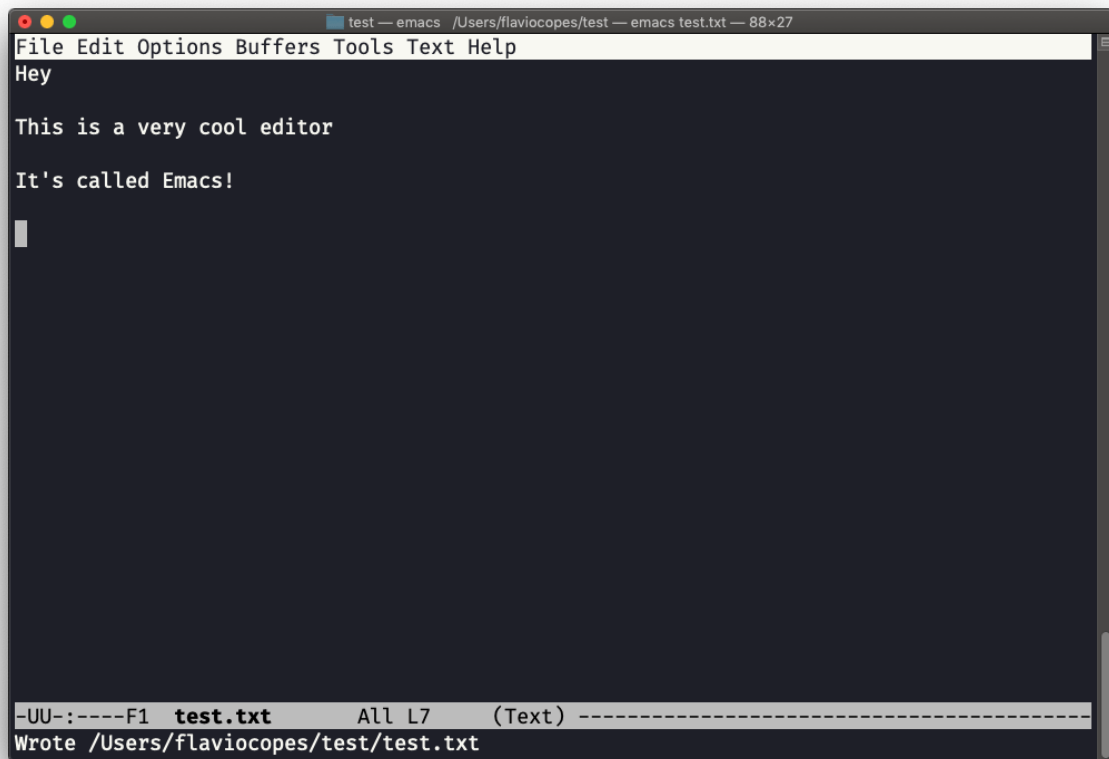 test — emacs /Users/flaviocopes/test — emacs test.txt — 88×27
File Edit Options Buffers Tools Text Help
Hey
This is a very cool editor
It's called Emacs!
-UU-:----F1  test.txt       All L7     (Text) ------------------------------------------
Wrote /Users/flaviocopes/test/test.txt